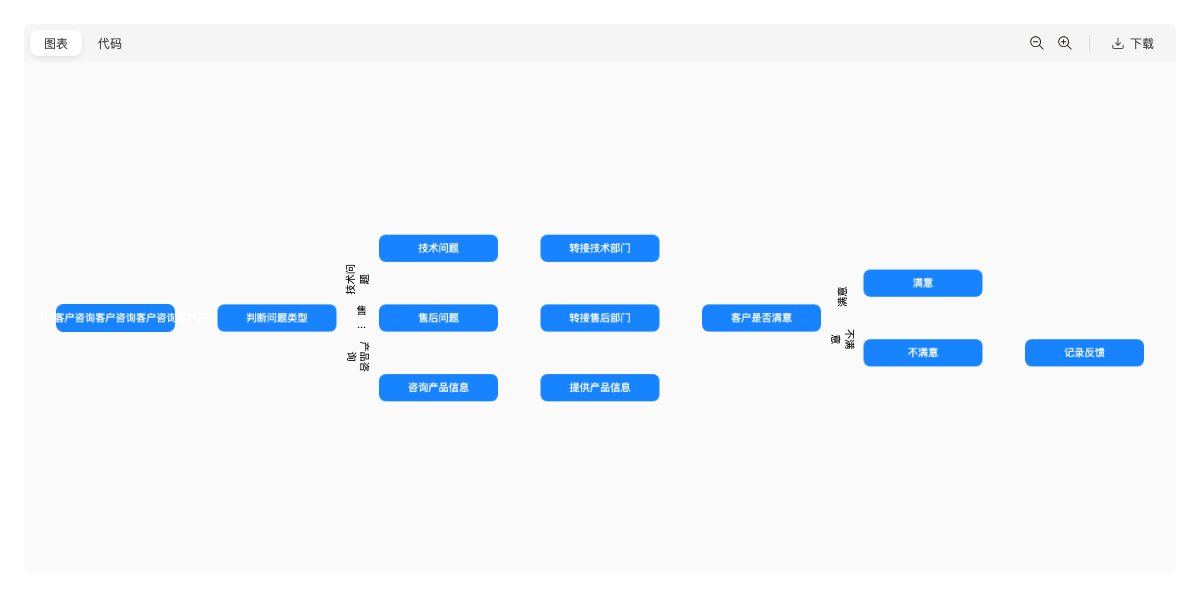 图表
代码
下载
技术问题
转接技术部门
技术问
题
满意
满意
客户咨询客户咨询客户咨询
判断问题类型
售
...
售后问题
转接售后部门
客户是否满意
不满
意
不满意
记录反馈
产品咨
询
咨询产品信息
提供产品信息